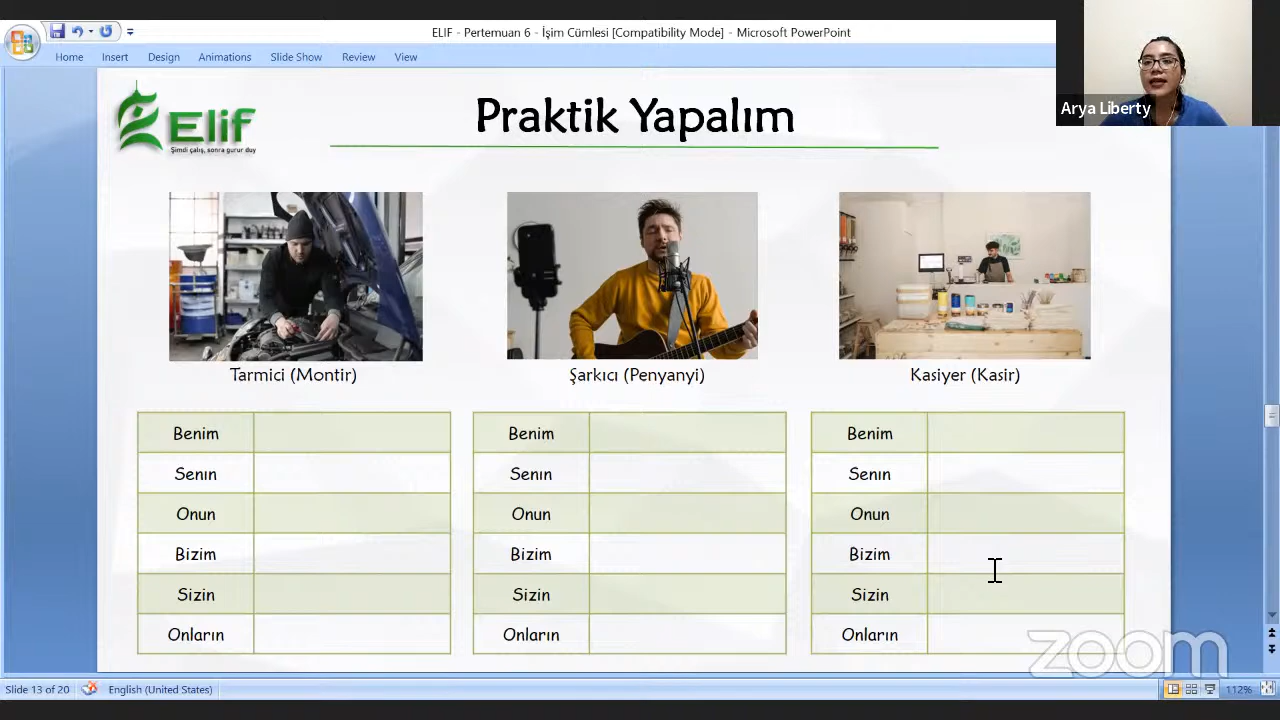 ELIF - Pertemuan 6 - İşim Cümlesi [Compatibility Mode] - Microsoft PowerPoint
Home Insert Design Animations Slide Show Review View
Arya Liberty
Elif
Şimdi çalış, sonra gurur duy
Praktik Yapalım
Tarmici (Montir)
Şarkıcı (Penyanyi)
Kasiyer (Kasir)
Benim
Senın
Onun
Bizim
Sizin
Onların
Benim
Senın
Onun
Bizim
Sizin
Onların
Benim
Senın
Onun
Bizim
Sizin
Onların
zoom
Slide 13 of 20 English (United States) 112%